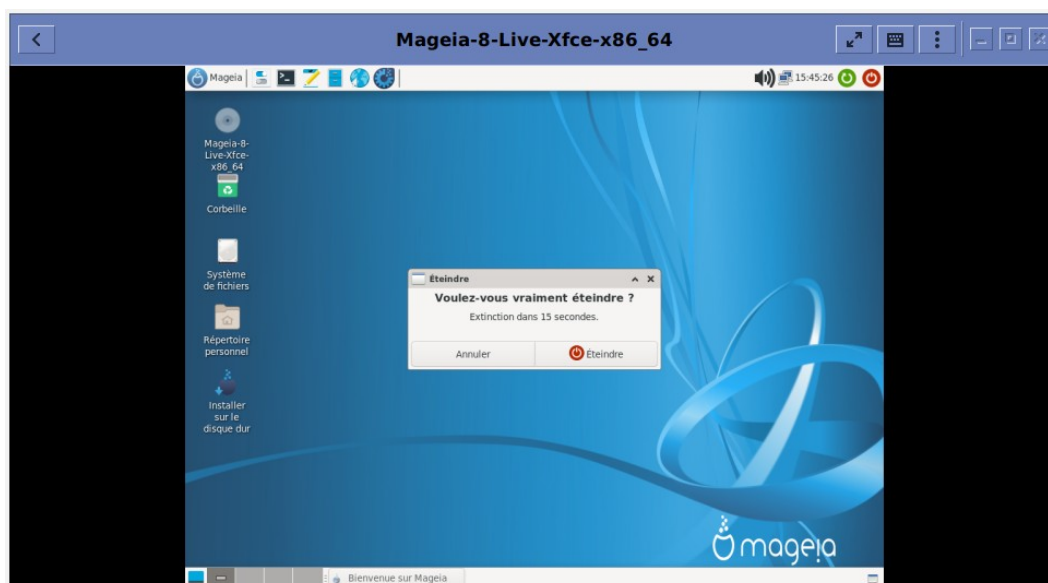 Mageia-8-Live-Xfce-x86_64
Mageia
15:45:26
Mageia-8-
Live-Xfce-
x86_64
Corbeille
Système
de fichiers
Répertoire
personnel
Installer
sur le
disque dur
Éteindre
Voulez-vous vraiment éteindre ?
Extinction dans 15 secondes.
Annuler
Éteindre
mageia
Bienvenue sur Mageia